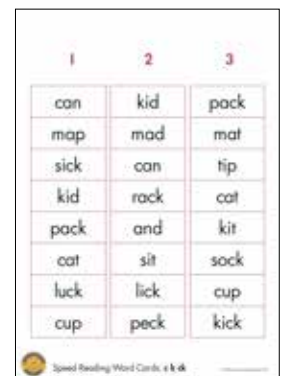 1 2 3
can kid pack
map mad mat
sick can tip
kid rack cat
pack and kit
cat sit sock
luck lick cup
cup peck kick
Speed Reading Word Cards: c k ck